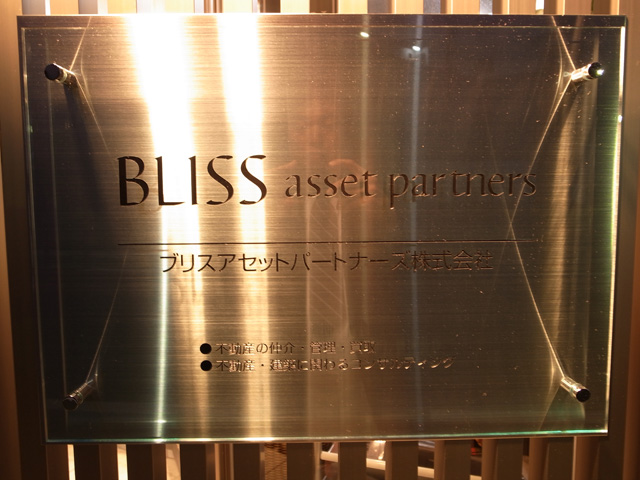 BLISS asset partners
ブリスアセットパートナーズ株式会社
●不動産の仲介・管理・買取
●不動産・建築に関わるコンサルティング